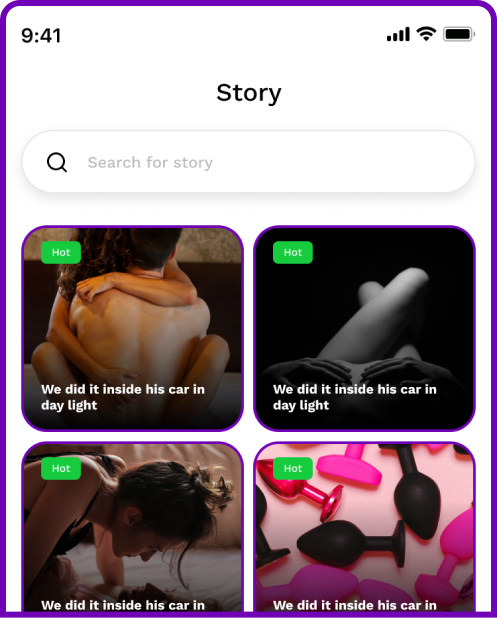 9:41
Story
Search for story
Hot
Hot
We did it inside his car in
day light
We did it inside his car in
day light
Hot
Hot
We did it inside his car in
We did it inside his car in